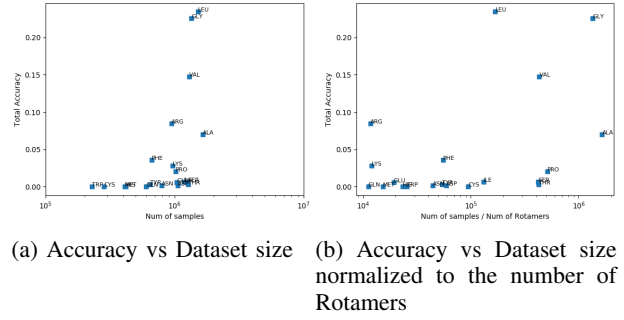 LEU
GLY
0.20
0.15
VAL
Total Accuracy
0.10
ARG
ALA
0.05
PHE
LYS
PRO
0.00
TRP CYS
10^5
10^6
10^7
Num of samples
LEU
GLY
0.20
0.15
VAL
Total Accuracy
0.10
ARG
ALA
0.05
PHE
LYS
PRO
GLU
ILE
SER
0.00
GLN
MET
CYS
10^4
10^5
10^6
Num of samples / Num of Rotamers
(a) Accuracy vs Dataset size
(b) Accuracy vs Dataset size
normalized to the number of
Rotamers